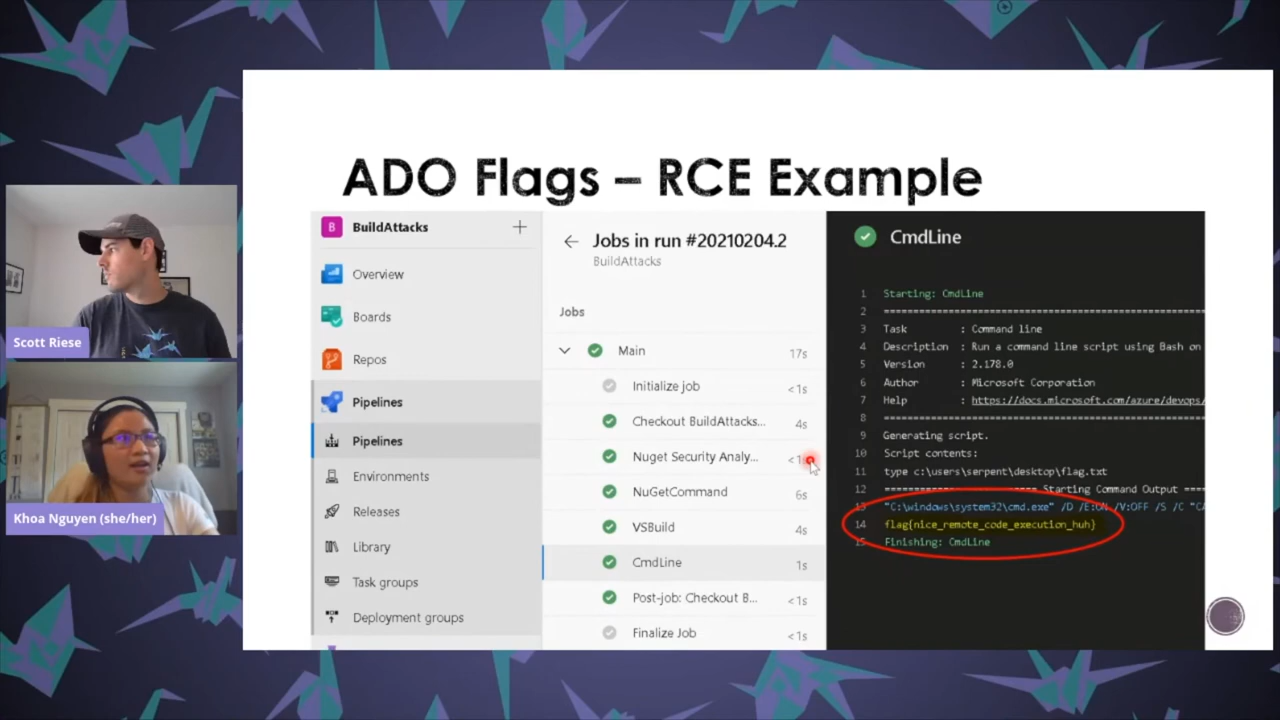 ADO Flags – RCE Example
Scott Riese
Khoa Nguyen (she/her)
B BuildAttacks
Overview
Boards
Repos
Pipelines
Pipelines
Environments
Releases
Library
Task groups
Deployment groups
Jobs in run #20210204.2
BuildAttacks
Jobs
Main 17s
Initialize job <1s
Checkout BuildAttacks... 4s
Nuget Security Analy... <1s
NuGetCommand 6s
VSBuild 4s
CmdLine 1s
Post-job: Checkout B... <1s
Finalize Job <1s
CmdLine
1 Starting: CmdLine
2 ==============================================================================
3 Task : Command line
4 Description : Run a command line script using Bash on
5 Version : 2.178.0
6 Author : Microsoft Corporation
7 Help : https://docs.microsoft.com/azure/devops/
8 ==============================================================================
9 Generating script.
10 Script contents:
11 type c:\users\serpent\desktop\flag.txt
12 ========================== Starting Command Output ====
13 "C:\windows\system32\cmd.exe" /D /E:ON /V:OFF /S /C "CA
14 flag{nice_remote_code_execution_huh}
15 Finishing: CmdLine